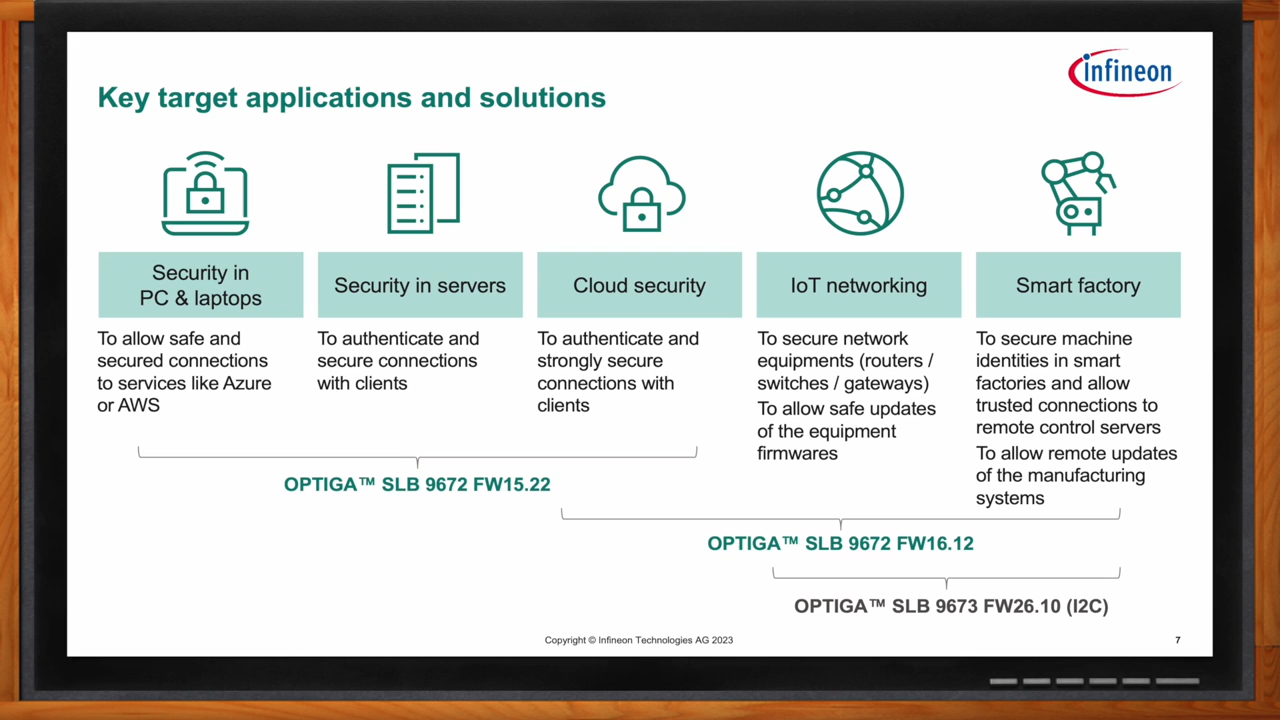 infineon
Key target applications and solutions
Security in
PC & laptops
To allow safe and
secured connections
to services like Azure
or AWS
Security in servers
To authenticate and
secure connections
with clients
Cloud security
To authenticate and
strongly secure
connections with
clients
IoT networking
To secure network
equipments (routers /
switches / gateways)
To allow safe updates
of the equipment
firmwares
Smart factory
To secure machine
identities in smart
factories and allow
trusted connections to
remote control servers
To allow remote updates
of the manufacturing
systems
OPTIGA™ SLB 9672 FW15.22
OPTIGA™ SLB 9672 FW16.12
OPTIGA™ SLB 9673 FW26.10 (I2C)
Copyright © Infineon Technologies AG 2023
7